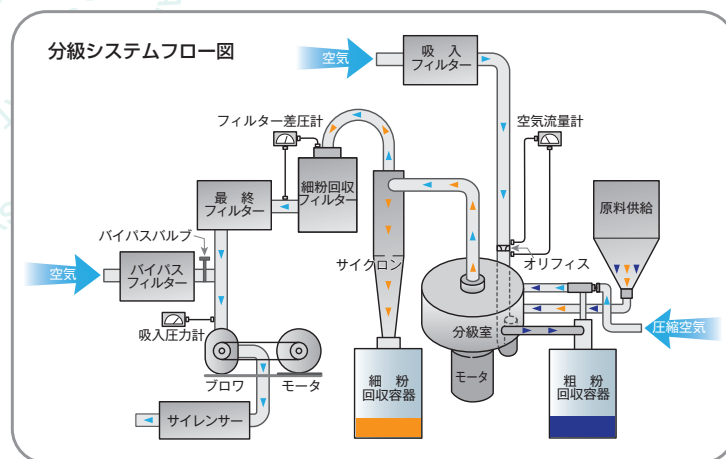 分級システムフロー図
空気
吸 入
フィルター
フィルター差圧計
空気流量計
細粉回収
フィルター
最 終
フィルター
原料供給
バイパスバルブ
空気
バイパス
フィルター
サイクロン
オリフィス
吸入圧力計
分級室
圧縮空気
ブロワ
モータ
細 粉
回収容器
モータ
粗 粉
回収容器
サイレンサー